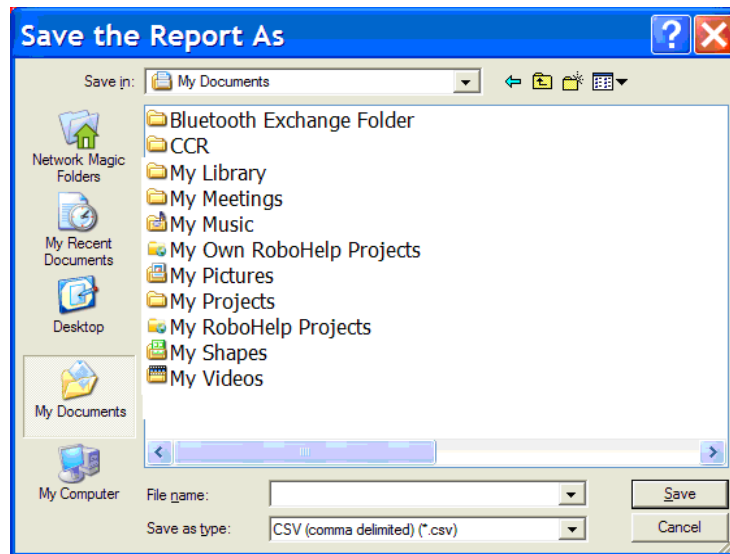 Save the Report As
Save in:
My Documents
Network Magic
Folders
My Recent
Documents
Desktop
My Documents
My Computer
Bluetooth Exchange Folder
CCR
My Library
My Meetings
My Music
My Own RoboHelp Projects
My Pictures
My Projects
My RoboHelp Projects
My Shapes
My Videos
File name:
Save
Save as type:
CSV (comma delimited) (*.csv)
Cancel